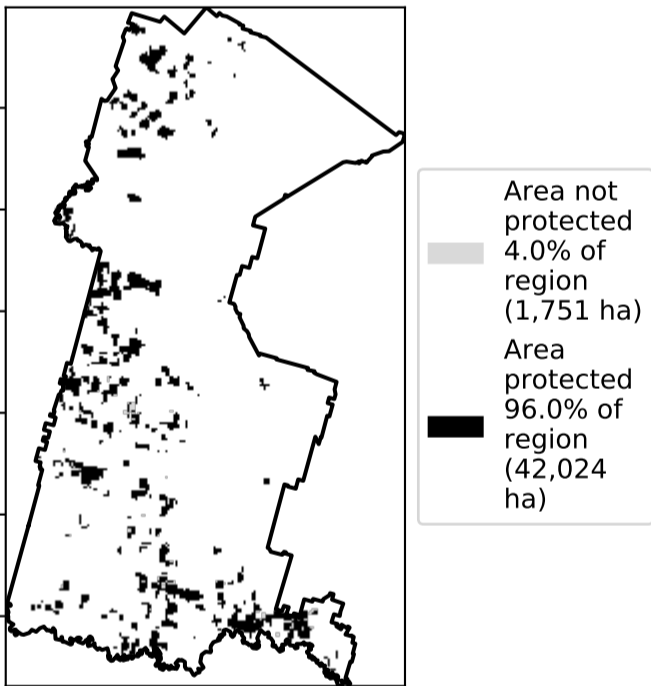 Area not
protected
4.0% of
region
(1,751 ha)
Area
protected
96.0% of
region
(42,024
ha)